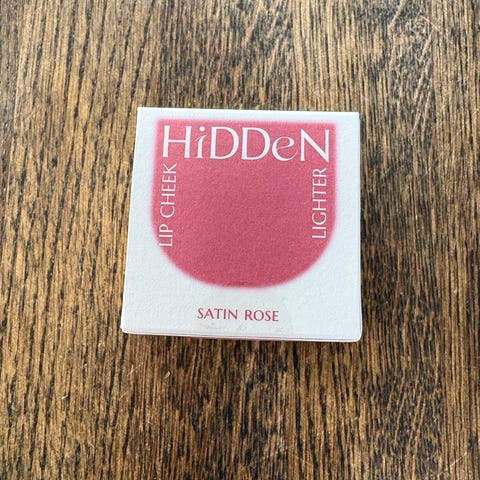 HiDDeN
LIP CHEEK
LIGHTER
SATIN ROSE